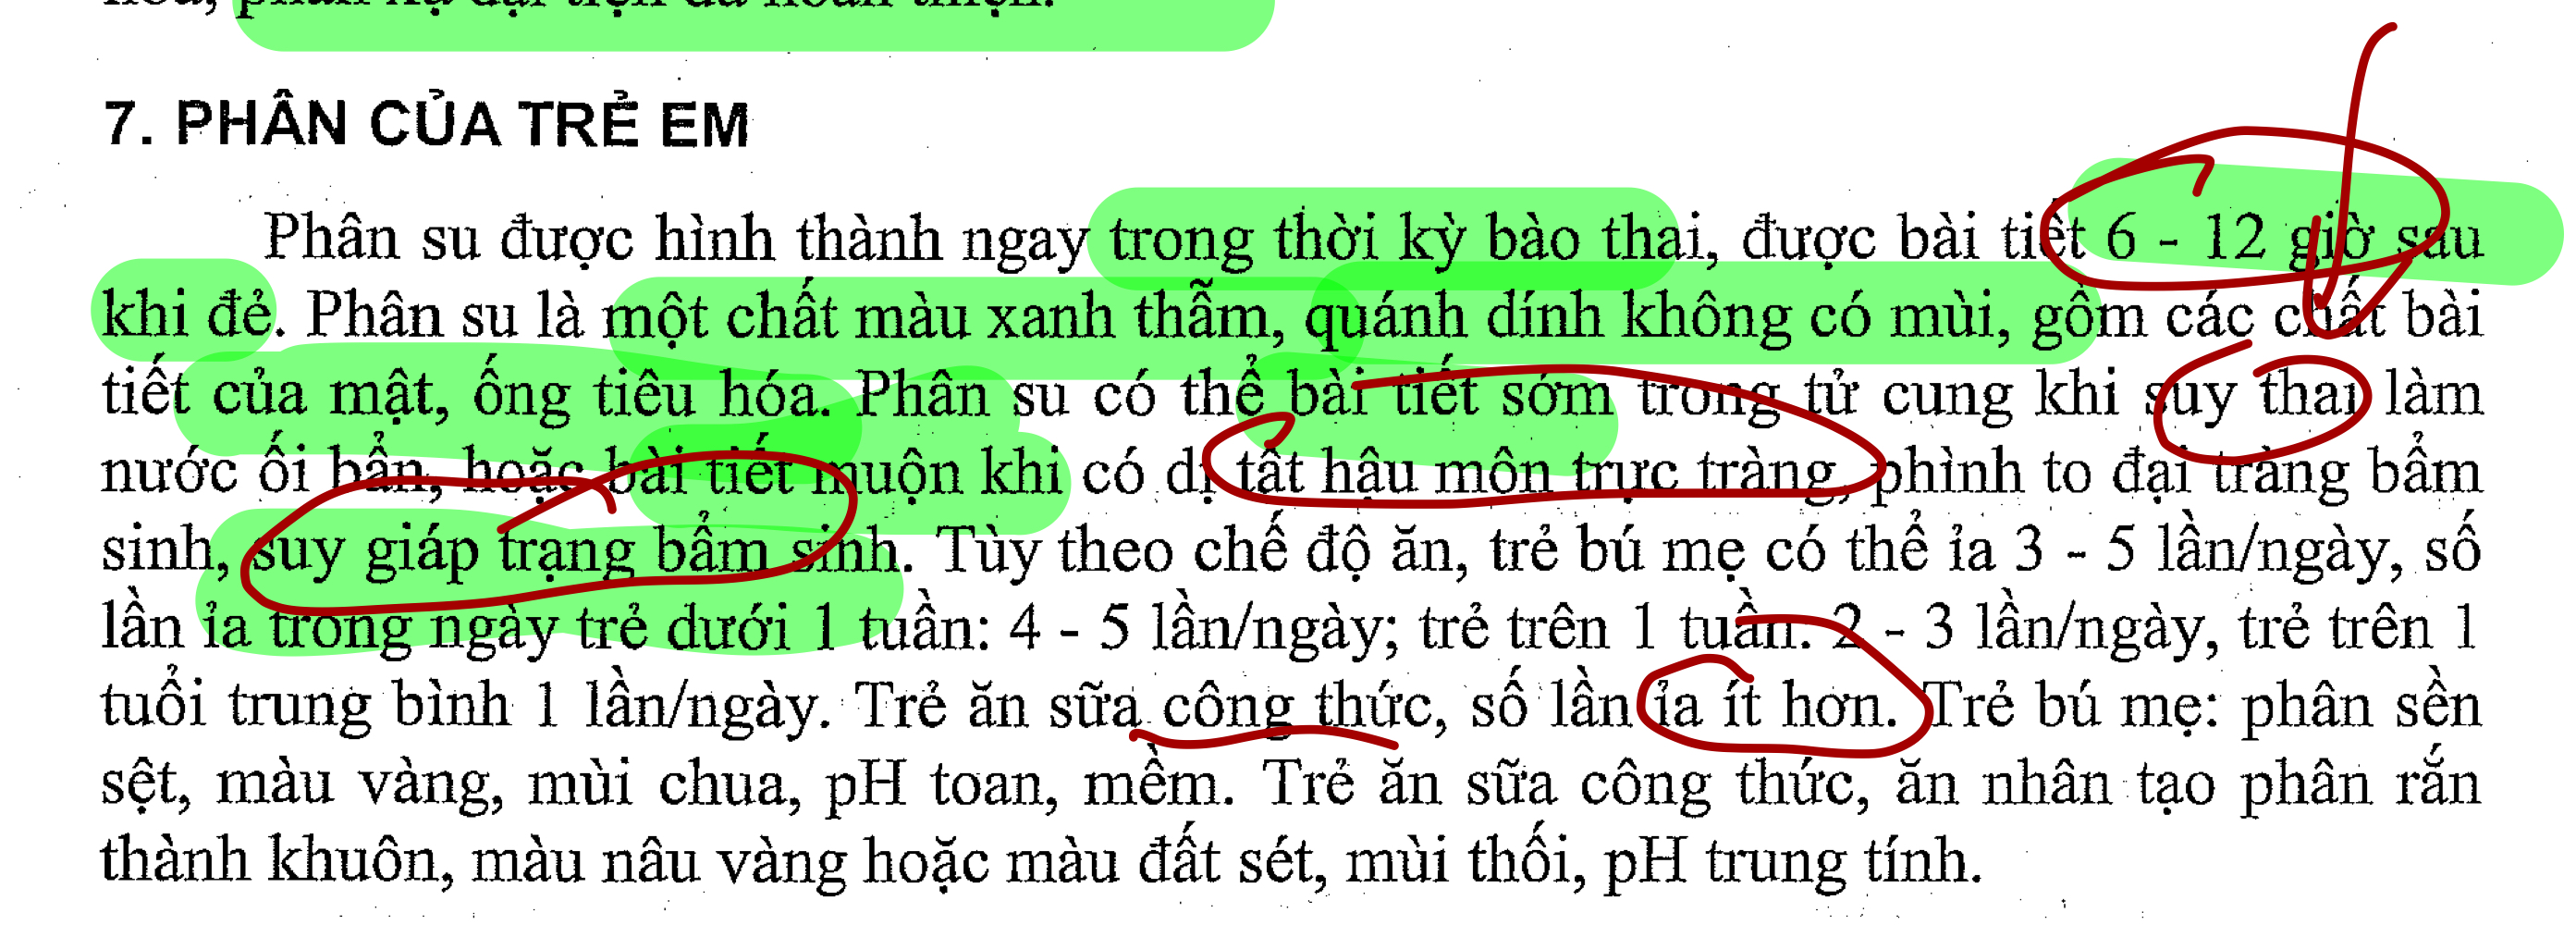 hóa, phản xạ đại tiện đã hoàn thiện.
7. PHÂN CỦA TRẺ EM
Phân su được hình thành ngay trong thời kỳ bào thai, được bài tiết 6 - 12 giờ sau
khi đẻ. Phân su là một chất màu xanh thẫm, quánh dính không có mùi, gồm các chất bài
tiết của mật, ống tiêu hóa. Phân su có thể bài tiết sớm trong tử cung khi suy thai làm
nước ối bẩn, hoặc bài tiết muộn khi có dị tật hậu môn trực tràng, phình to đại tràng bẩm
sinh, suy giáp trạng bẩm sinh. Tùy theo chế độ ăn, trẻ bú mẹ có thể ỉa 3 - 5 lần/ngày, số
lần ỉa trong ngày trẻ dưới 1 tuần: 4 - 5 lần/ngày; trẻ trên 1 tuần: 2 - 3 lần/ngày, trẻ trên 1
tuổi trung bình 1 lần/ngày. Trẻ ăn sữa công thức, số lần ỉa ít hơn. Trẻ bú mẹ: phân sền
sệt, màu vàng, mùi chua, pH toan, mềm. Trẻ ăn sữa công thức, ăn nhân tạo phân rắn
thành khuôn, màu nâu vàng hoặc màu đất sét, mùi thối, pH trung tính.